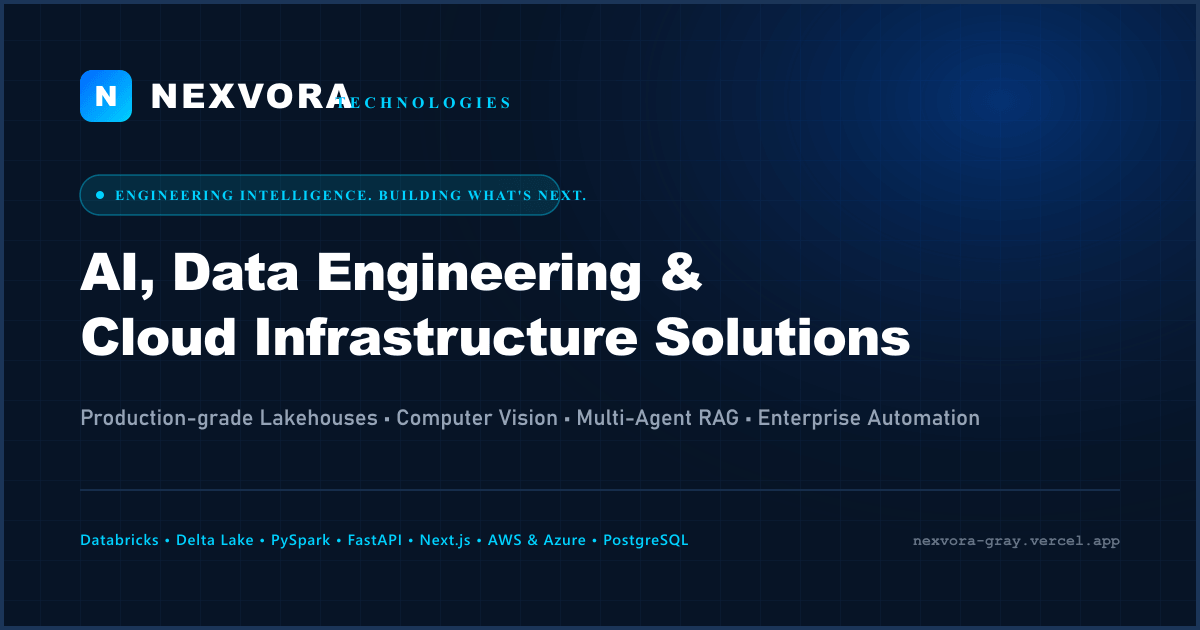 N NEXVORA TECHNOLOGIES
ENGINEERING INTELLIGENCE. BUILDING WHAT'S NEXT.
AI, Data Engineering &
Cloud Infrastructure Solutions
Production-grade Lakehouses • Computer Vision • Multi-Agent RAG • Enterprise Automation
Databricks • Delta Lake • PySpark • FastAPI • Next.js • AWS & Azure • PostgreSQL
nexvora-gray.vercel.app